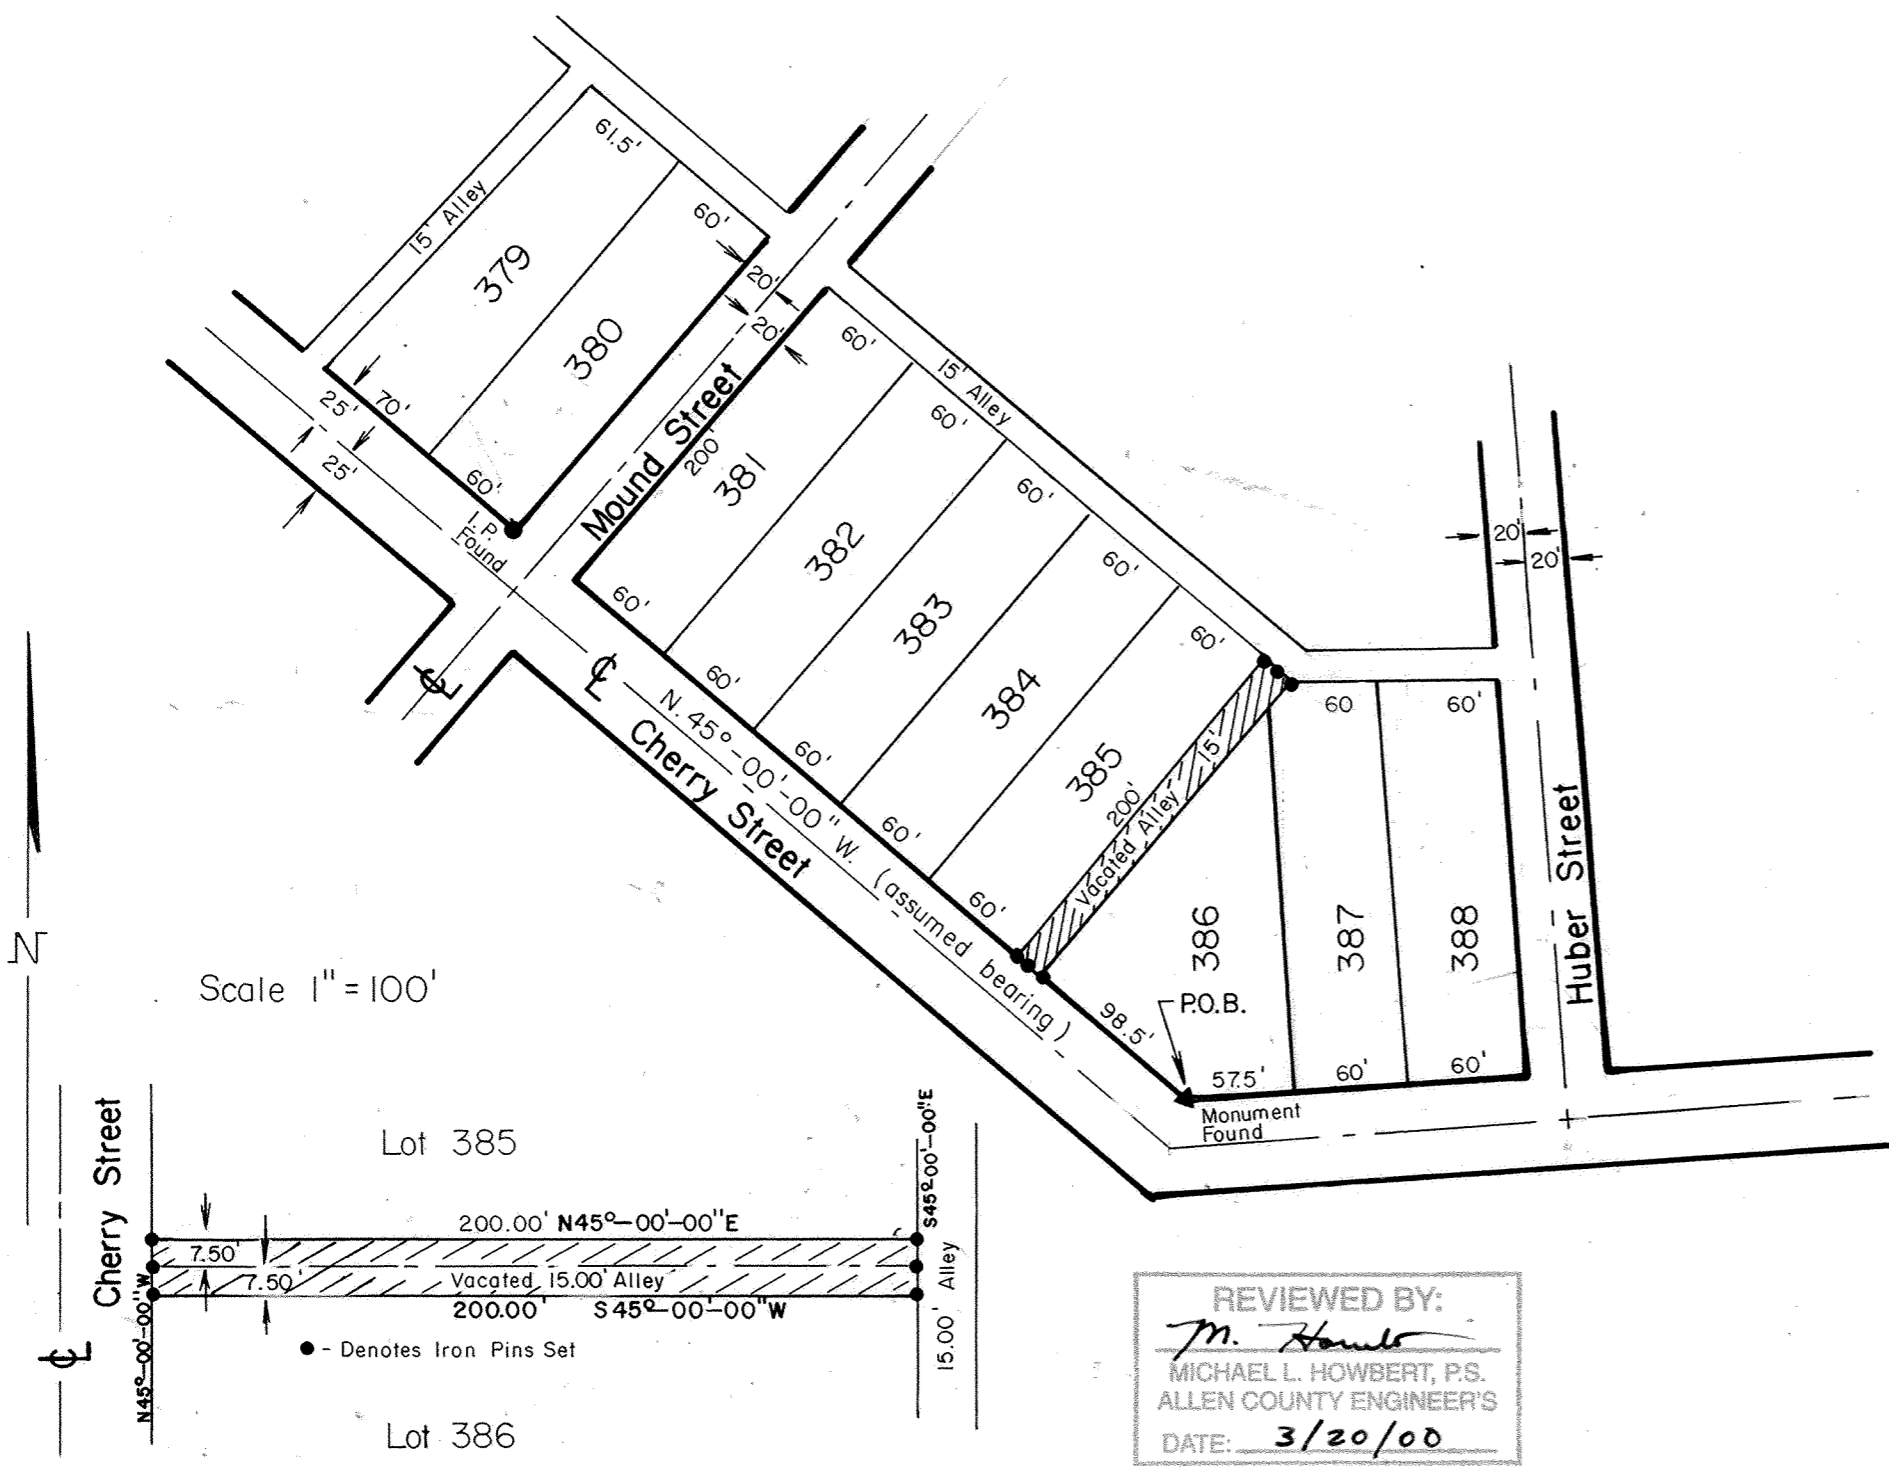 61.5'
15' Alley
60'
379
20'
380
20'
25'
70'
25'
60'
I. P.
Found
Mound Street
200'
60'
15' Alley
60'
60'
60'
60'
381
382
383
384
385
60'
60'
60'
60'
60'
℄
℄
N. 45°-00'-00" W. (assumed bearing)
Cherry Street
200'
Vacated Alley 15'
20'
20'
60
60'
386
387
388
Huber Street
98.5'
P.O.B.
57.5'
60'
60'
Monument
Found
N
Scale 1"=100'
Cherry Street
Lot 385
S45°-00'-00"E
200.00' N45°-00'-00"E
7.50'
7.50'
Vacated 15.00' Alley
200.00' S45°-00'-00"W
15.00' Alley
N45°-00'-00"W
- Denotes Iron Pins Set
℄
Lot 386
REVIEWED BY:
MICHAEL L. HOWBERT, P.S.
ALLEN COUNTY ENGINEER'S
DATE: 3/20/00